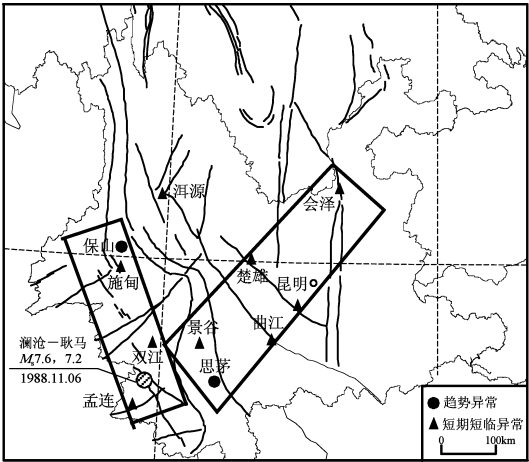 洱源
会泽
保山
施甸
楚雄
昆明
澜沧－耿马
Ms7.6，7.2
1988.11.06
双江
景谷
曲江
思茅
孟连
趋势异常
短期短临异常
0 100km